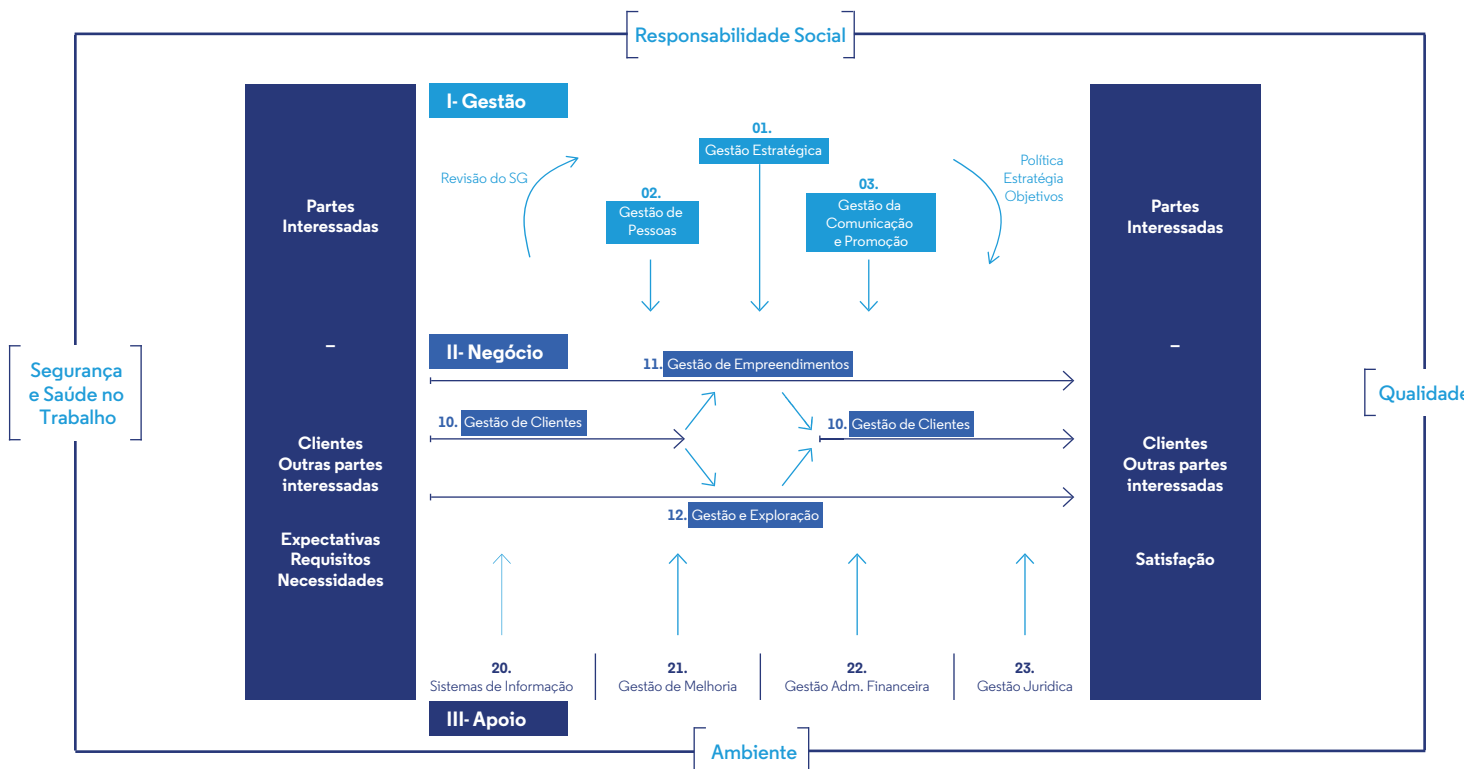 Responsabilidade Social
I- Gestão
01.
Gestão Estratégica
Revisão do SG
02.
Gestão de
Pessoas
03.
Gestão da
Comunicação
e Promoção
Política
Estratégia
Objetivos
Partes
Interessadas
–
Clientes
Outras partes
interessadas
Expectativas
Requisitos
Necessidades
Partes
Interessadas
–
Clientes
Outras partes
interessadas
Satisfação
Segurança
e Saúde no
Trabalho
Qualidade
II- Negócio
11. Gestão de Empreendimentos
10. Gestão de Clientes
10. Gestão de Clientes
12. Gestão e Exploração
20.
Sistemas de Informação
21.
Gestão de Melhoria
22.
Gestão Adm. Financeira
23.
Gestão Juridica
III- Apoio
Ambiente